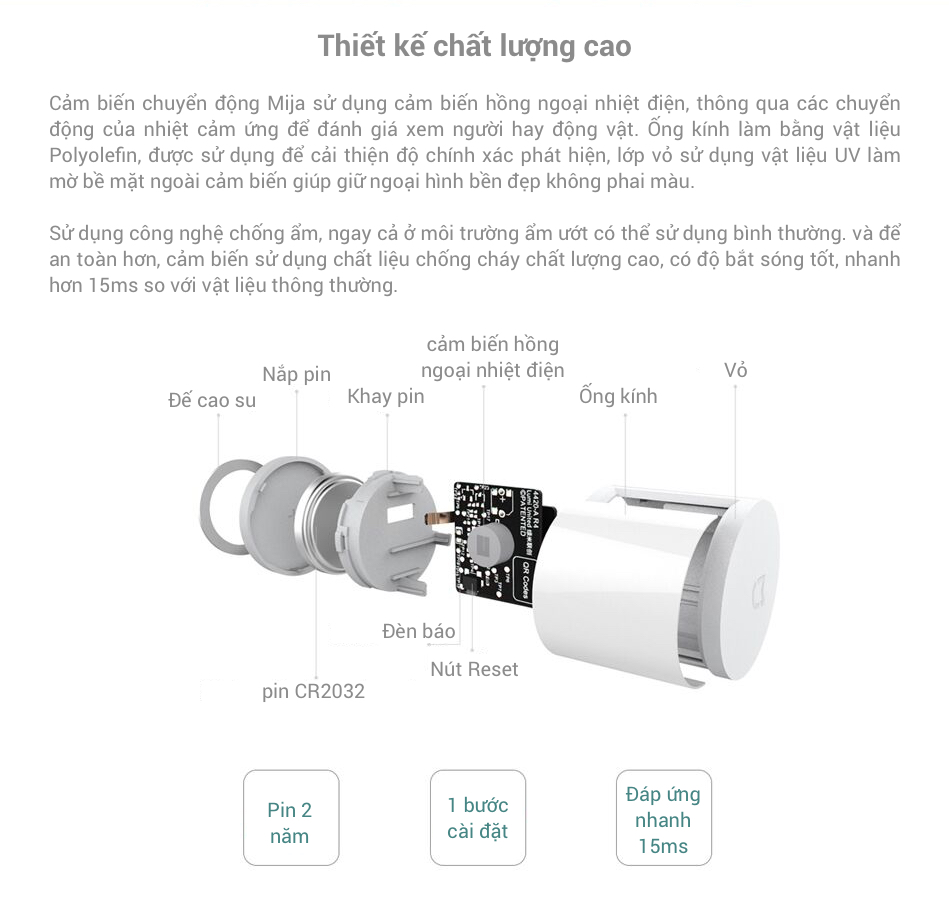 Thiết kế chất lượng cao
Cảm biến chuyển động Mija sử dụng cảm biến hồng ngoại nhiệt điện, thông qua các chuyển
động của nhiệt cảm ứng để đánh giá xem người hay động vật. Ống kính làm bằng vật liệu
Polyolefin, được sử dụng để cải thiện độ chính xác phát hiện, lớp vỏ sử dụng vật liệu UV làm
mờ bề mặt ngoài cảm biến giúp giữ ngoại hình bền đẹp không phai màu.
Sử dụng công nghệ chống ẩm, ngay cả ở môi trường ẩm ướt có thể sử dụng bình thường. và để
an toàn hơn, cảm biến sử dụng chất liệu chống cháy chất lượng cao, có độ bắt sóng tốt, nhanh
hơn 15ms so với vật liệu thông thường.
cảm biến hồng
ngoại nhiệt điện
Vỏ
Nắp pin
Khay pin
Ống kính
Đế cao su
4420-A R4
Lumi United
©PATENTED
QR Codes
Đèn báo
Nút Reset
pin CR2032
Pin 2
năm
1 bước
cài đặt
Đáp ứng
nhanh
15ms